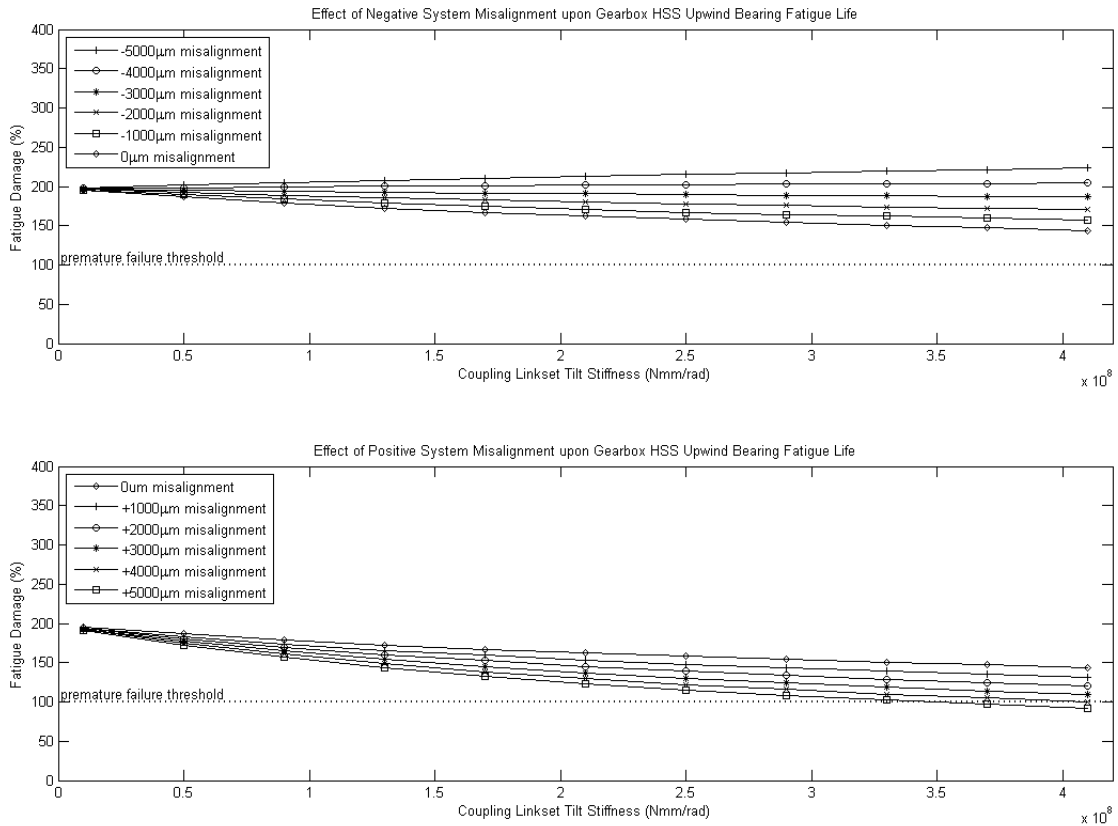 Effect of Negative System Misalignment upon Gearbox HSS Upwind Bearing Fatigue Life
400
350
300
250
200
150
100
50
0
Fatigue Damage (%)
-5000µm misalignment
-4000µm misalignment
-3000µm misalignment
-2000µm misalignment
-1000µm misalignment
0µm misalignment
premature failure threshold
0
0.5
1
1.5
2
2.5
3
3.5
4
x 10⁸
Coupling Linkset Tilt Stiffness (Nmm/rad)
Effect of Positive System Misalignment upon Gearbox HSS Upwind Bearing Fatigue Life
400
350
300
250
200
150
100
50
0
Fatigue Damage (%)
0um misalignment
+1000µm misalignment
+2000µm misalignment
+3000µm misalignment
+4000µm misalignment
+5000µm misalignment
premature failure threshold
0
0.5
1
1.5
2
2.5
3
3.5
4
x 10⁸
Coupling Linkset Tilt Stiffness (Nmm/rad)